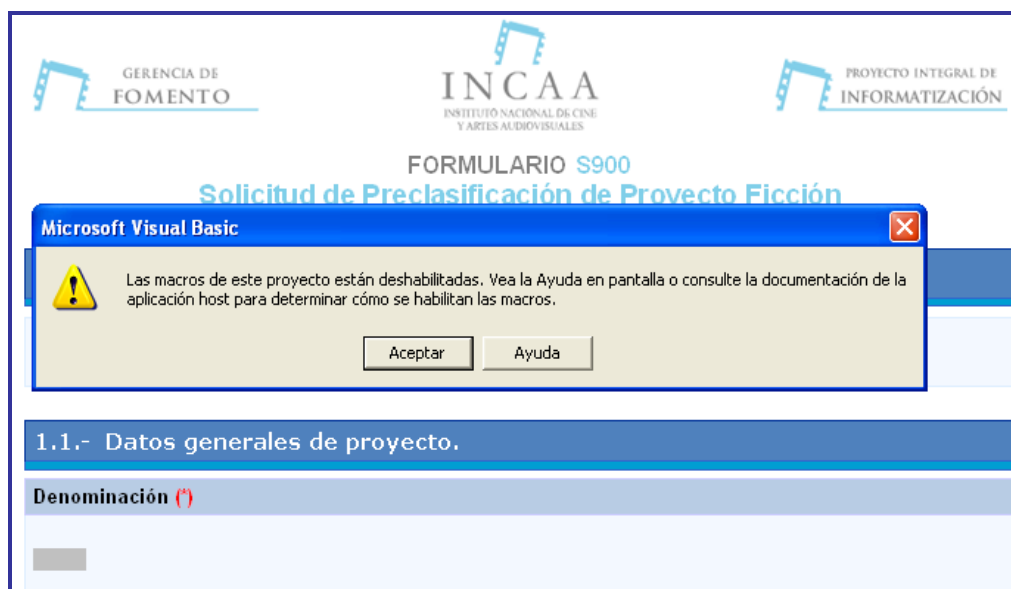 GERENCIA DE
FOMENTO
INCAA
INSTITUTO NACIONAL DE CINE
Y ARTES AUDIOVISUALES
PROYECTO INTEGRAL DE
INFORMATIZACIÓN
FORMULARIO S900
Solicitud de Preclasificación de Proyecto Ficción
Microsoft Visual Basic
Las macros de este proyecto están deshabilitadas. Vea la Ayuda en pantalla o consulte la documentación de la
aplicación host para determinar cómo se habilitan las macros.
Aceptar Ayuda
1.1.- Datos generales de proyecto.
Denominación (*)